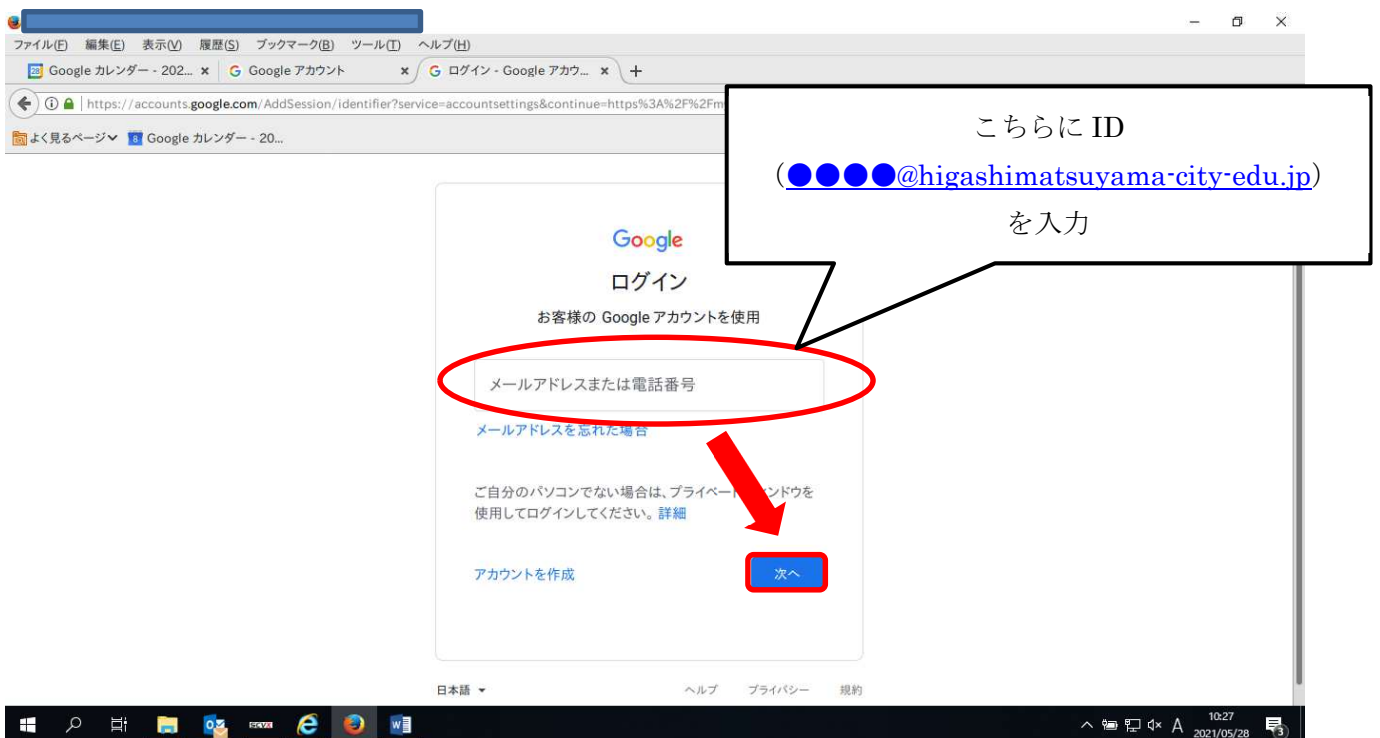 ファイル(F) 編集(E) 表示(V) 履歴(S) ブックマーク(B) ツール(T) ヘルプ(H)
28 Google カレンダー - 202... × G Google アカウント × G ログイン - Google アカウ... × +
https://accounts.google.com/AddSession/identifier?service=accountsettings&continue=https%3A%2F%2Fm
よく見るページ 8 Google カレンダー - 20...
こちらに ID
(●●●●@higashimatsuyama-city-edu.jp)
を入力
Google
ログイン
お客様の Google アカウントを使用
メールアドレスまたは電話番号
メールアドレスを忘れた場合
ご自分のパソコンでない場合は、プライベートンドウを
使用してログインしてください。 詳細
アカウントを作成 次へ
日本語 ヘルプ プライバシー 規約
SCVX A 10:27
2021/05/28 3